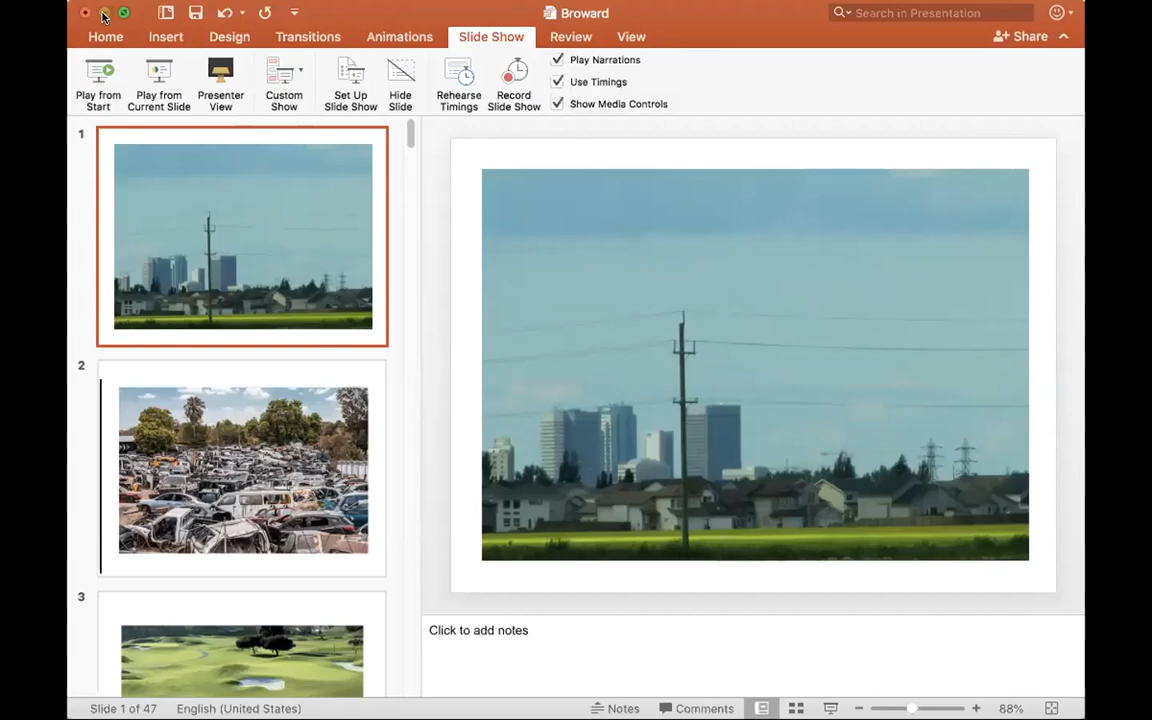 Broward
Search in Presentation
Home Insert Design Transitions Animations Slide Show Review View Share
Play from Start
Play from Current Slide
Presenter View
Custom Show
Set Up Slide Show
Hide Slide
Rehearse Timings
Record Slide Show
Play Narrations
Use Timings
Show Media Controls
1
2
3
Click to add notes
Slide 1 of 47 English (United States) Notes Comments 88%